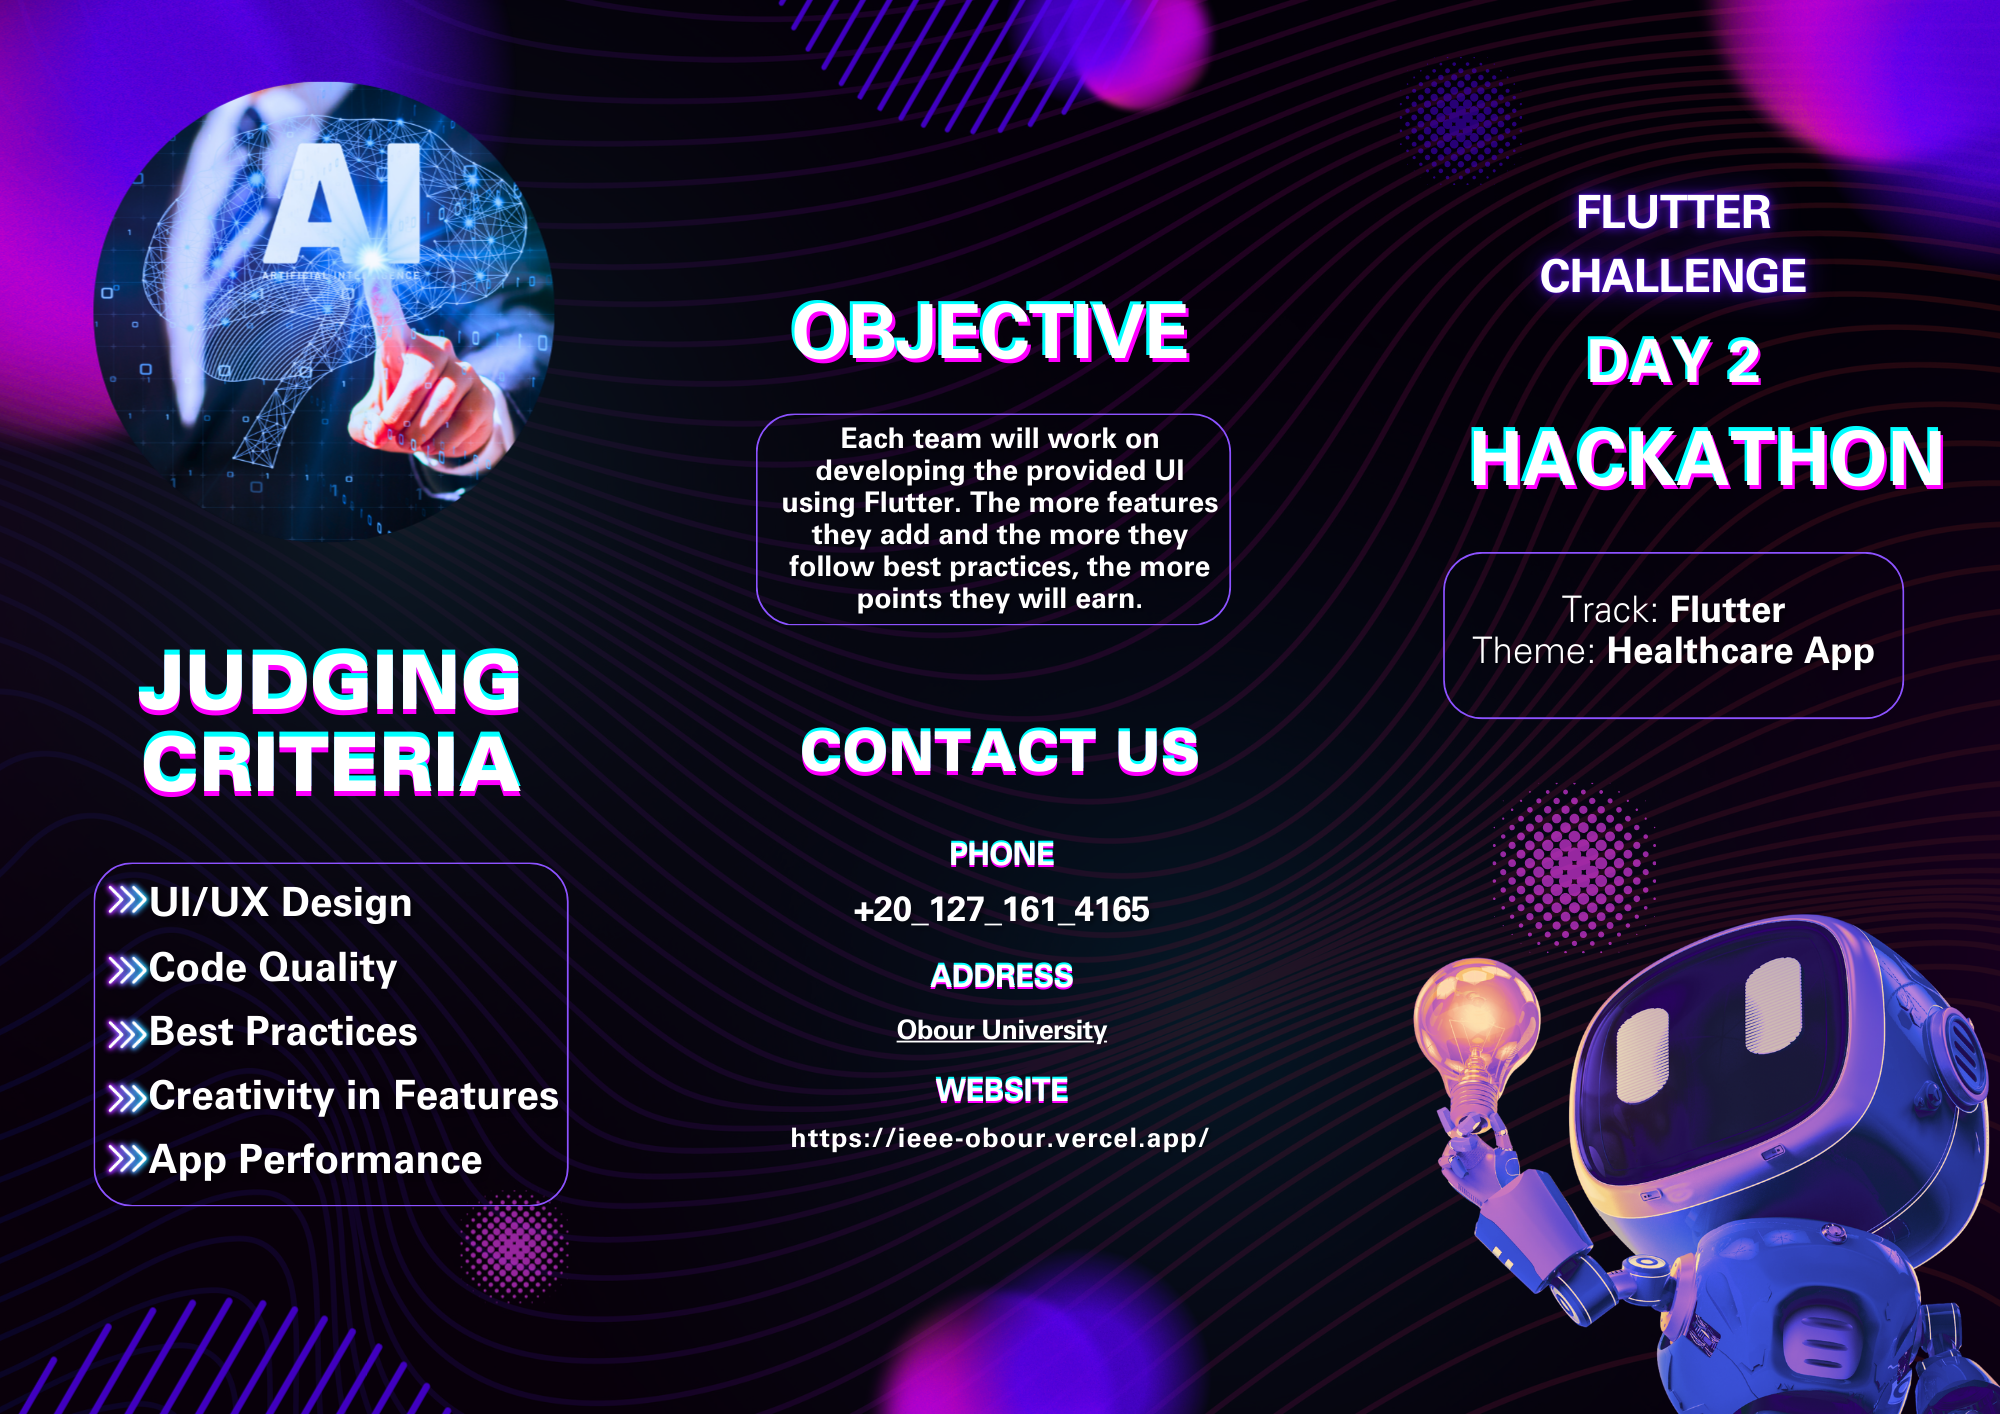 AI
ARTIFICIAL INTELLIGENCE
JUDGING
CRITERIA
UI/UX Design
Code Quality
Best Practices
Creativity in Features
App Performance
OBJECTIVE
Each team will work on
developing the provided UI
using Flutter. The more features
they add and the more they
follow best practices, the more
points they will earn.
CONTACT US
PHONE
+20_127_161_4165
ADDRESS
Obour University
WEBSITE
https://ieee-obour.vercel.app/
FLUTTER
CHALLENGE
DAY 2
HACKATHON
Track: Flutter
Theme: Healthcare App